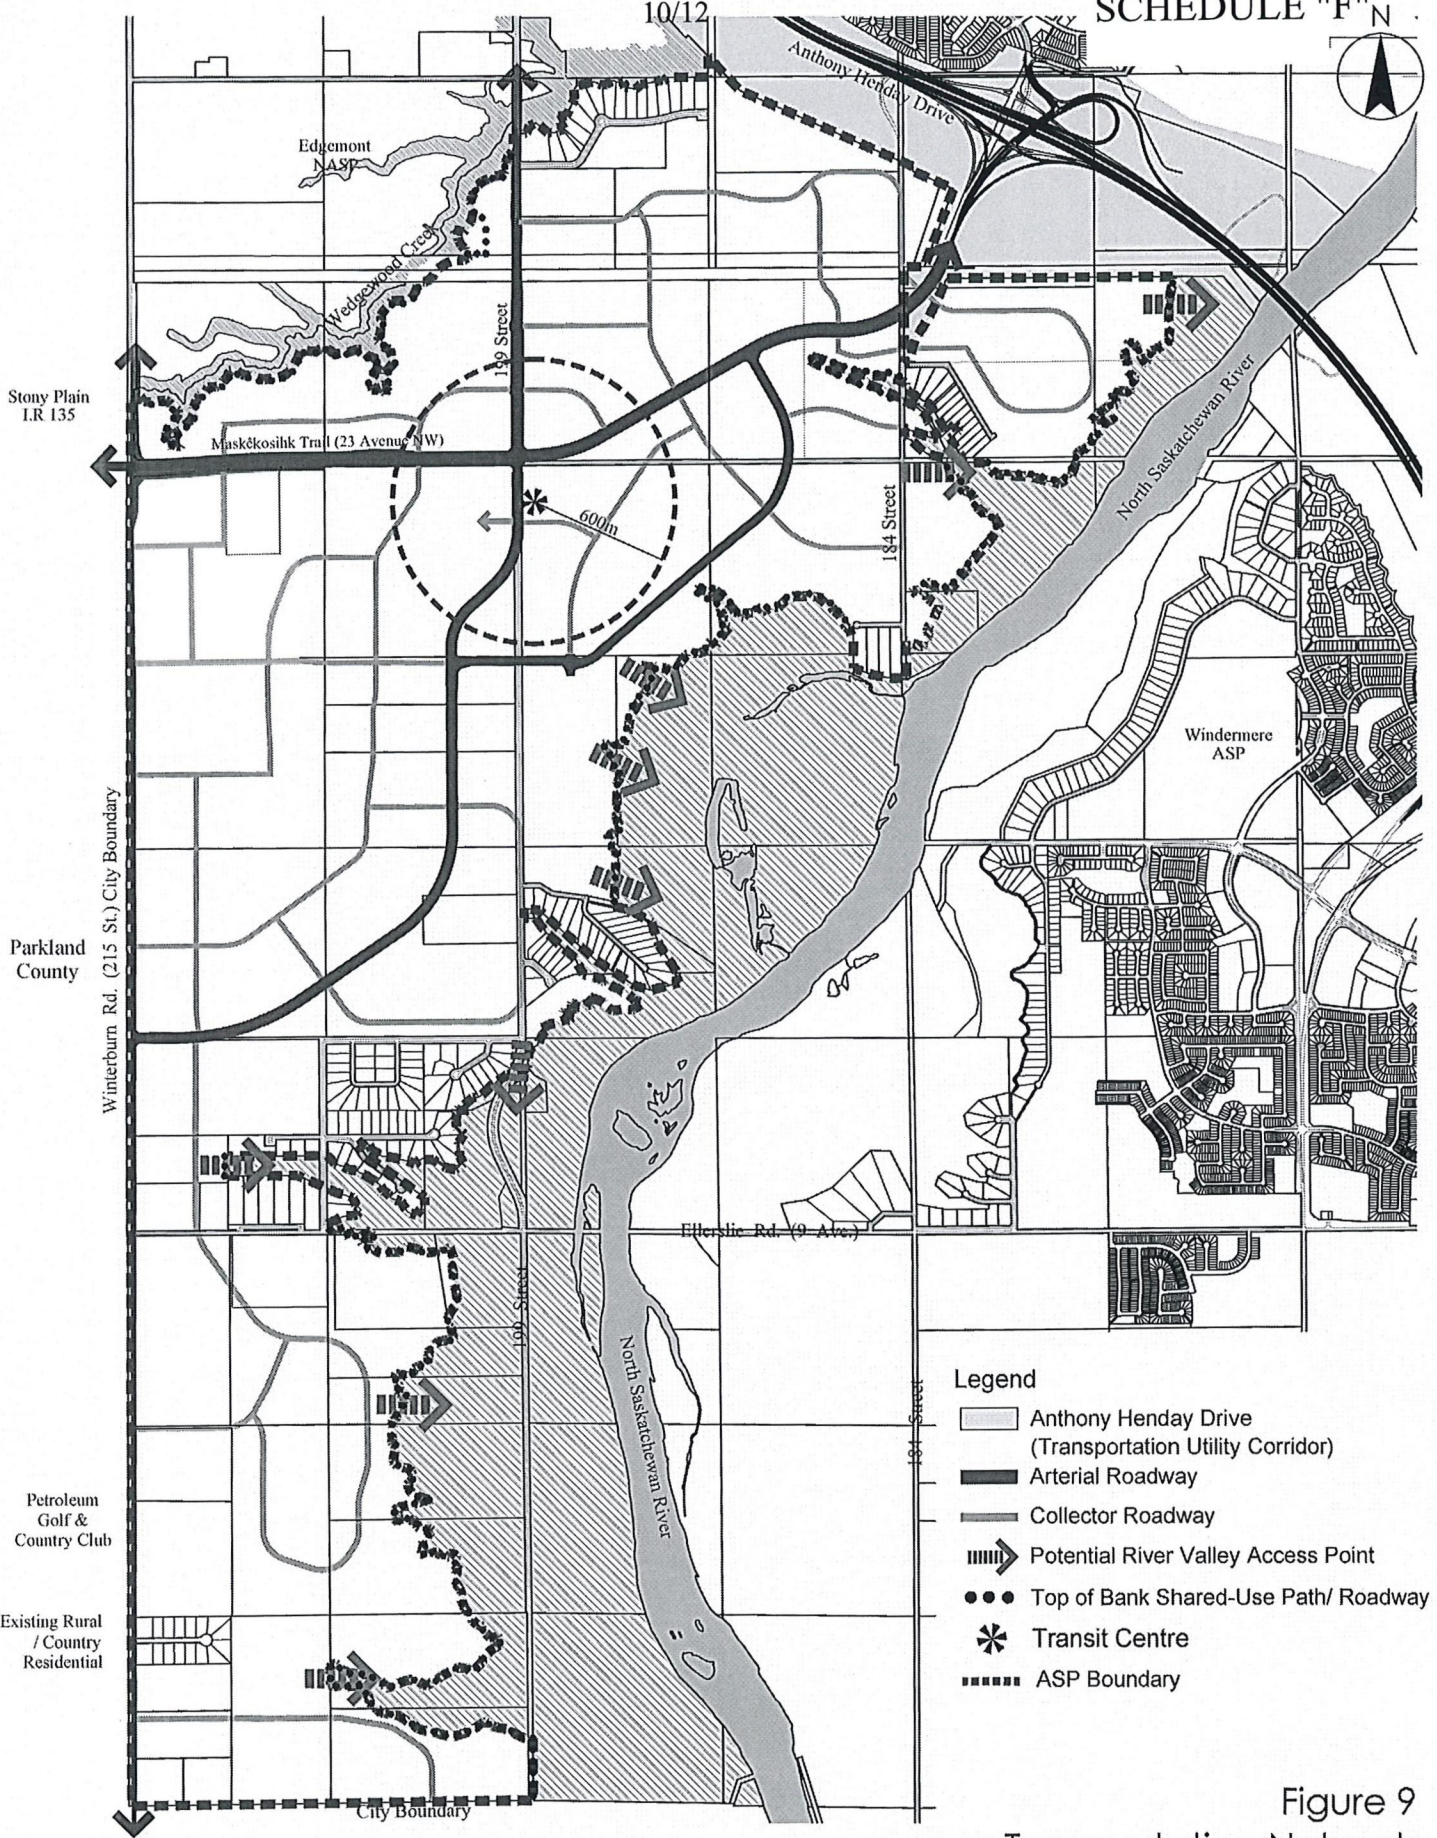 10/12
SCHEDULE "F"
N
Anthony Henday Drive
Edgemont
NASP
Wedgewood Creek
199 Street
Stony Plain
I.R 135
Maskêkosihk Trail (23 Avenue NW)
600m
184 Street
North Saskatchewan River
Windermere
ASP
Winterburn Rd. (215 St.) City Boundary
Parkland
County
Ellerslie Rd. (9 Ave.)
199 Street
North Saskatchewan River
184 Street
Petroleum
Golf &
Country Club
Existing Rural
/ Country
Residential
City Boundary
Legend
Anthony Henday Drive
(Transportation Utility Corridor)
Arterial Roadway
Collector Roadway
Potential River Valley Access Point
Top of Bank Shared-Use Path/ Roadway
Transit Centre
ASP Boundary
Figure 9
Transportation Network